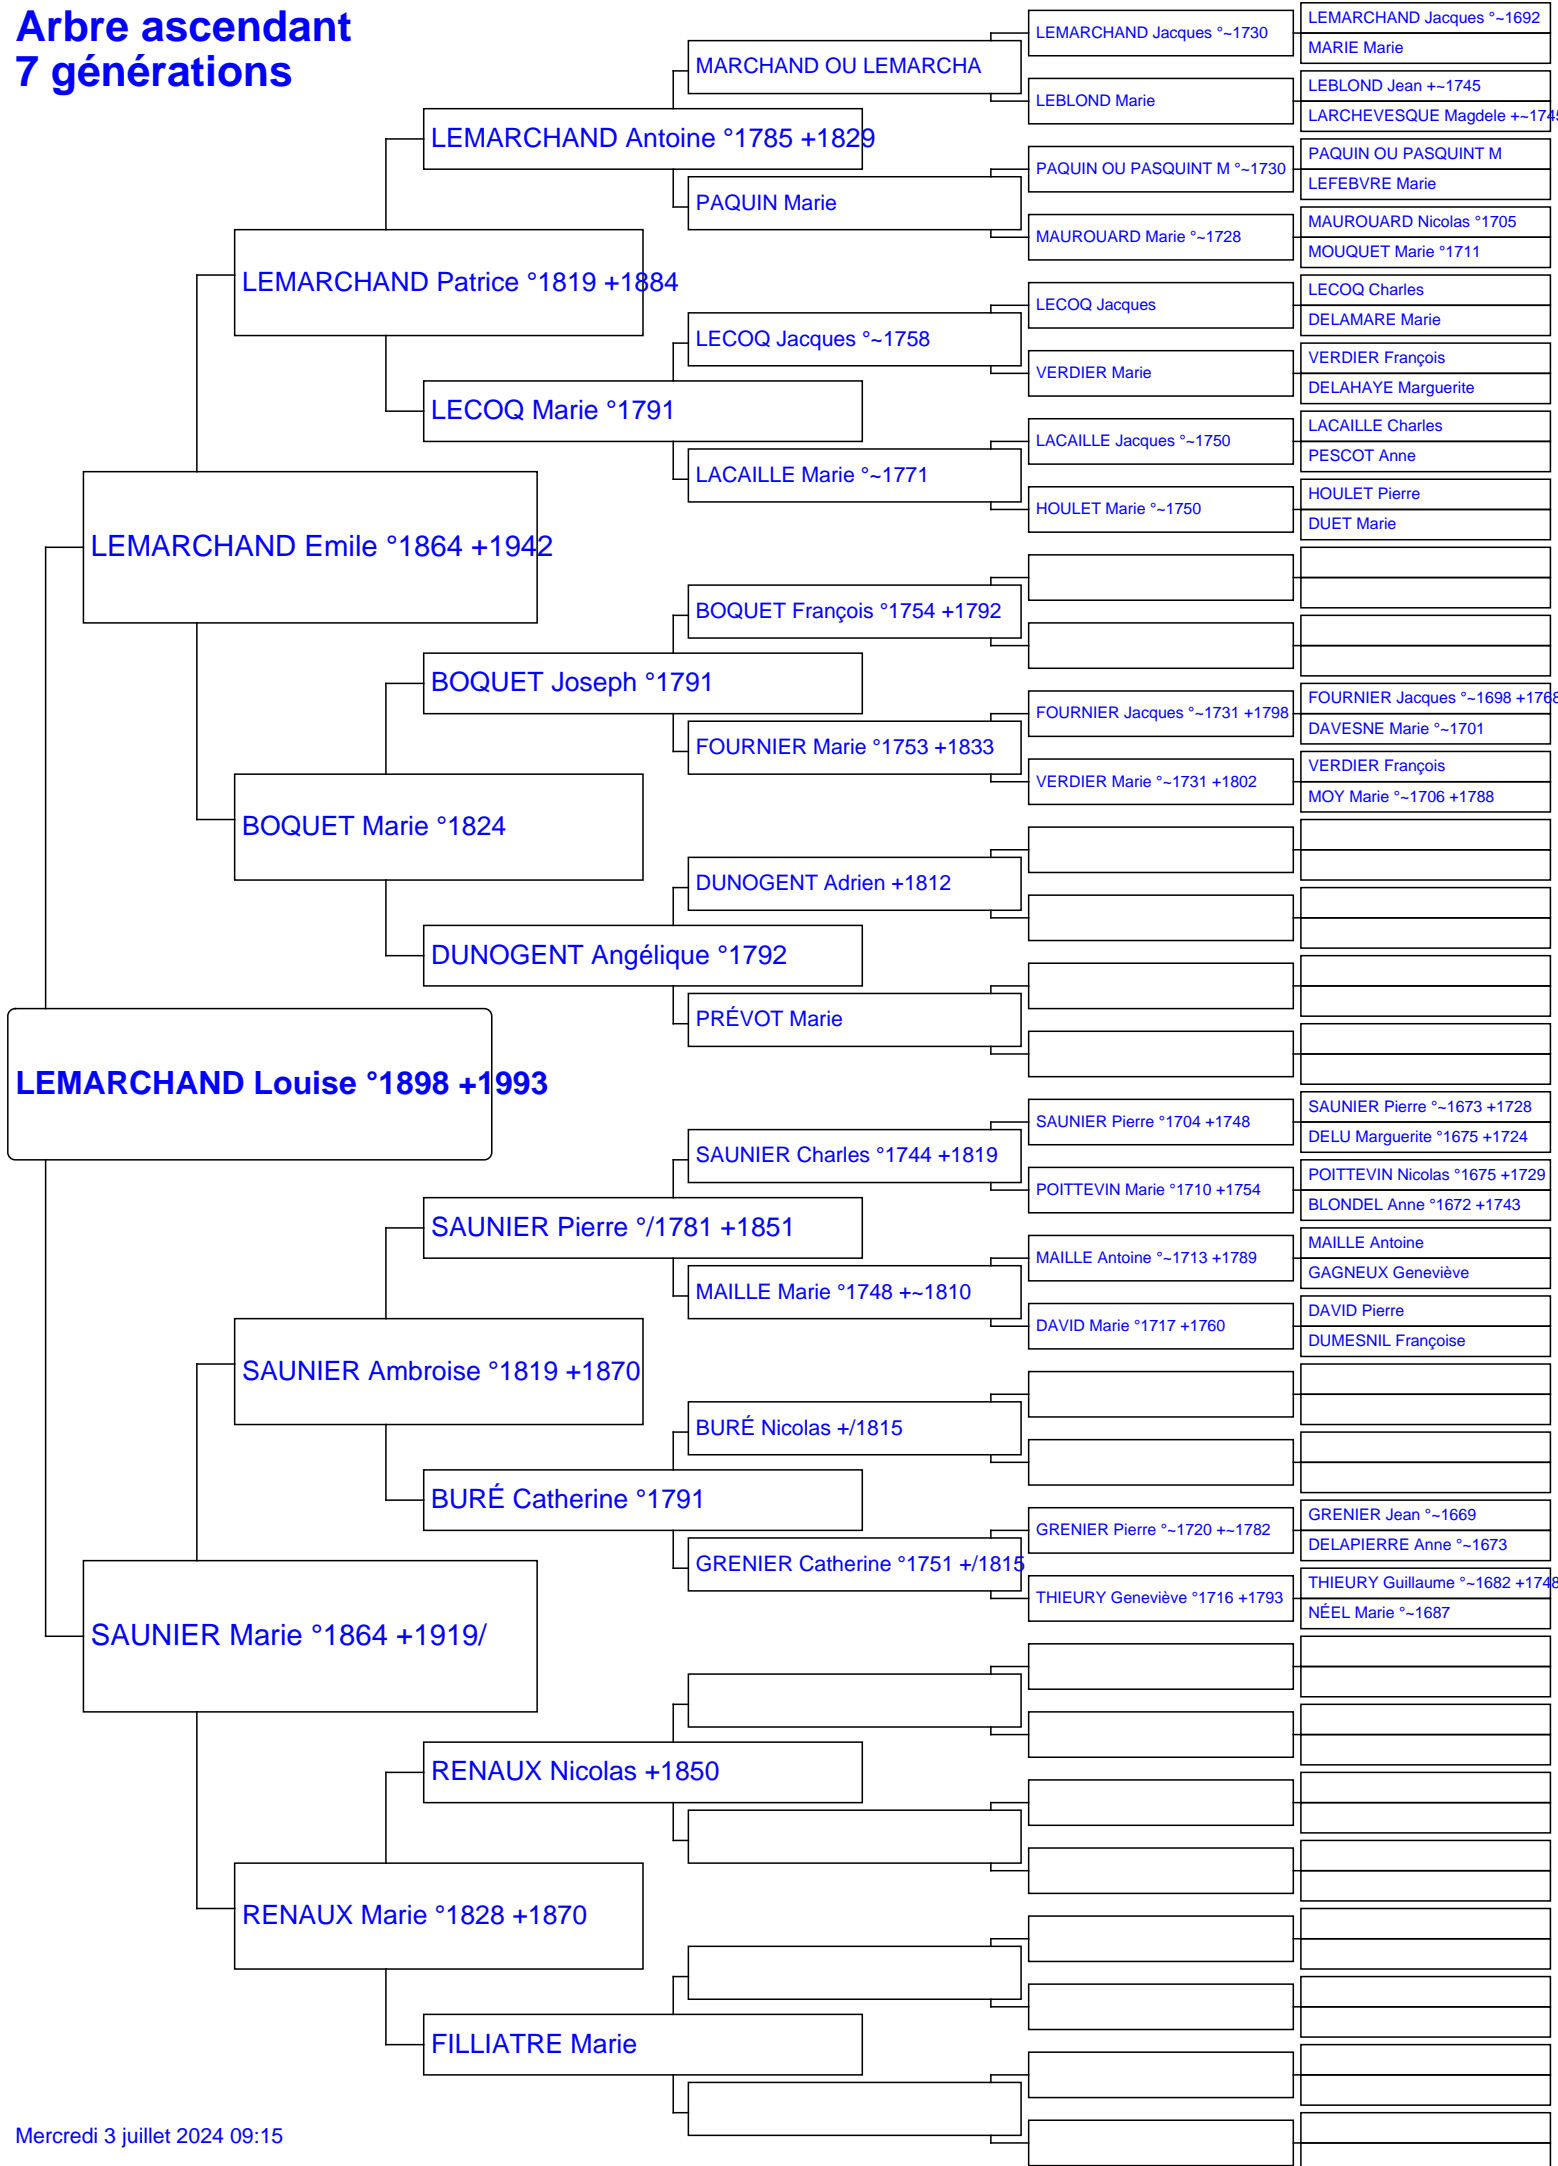 Arbre ascendant
7 générations
LEMARCHAND Louise °1898 +1993
LEMARCHAND Emile °1864 +1942
SAUNIER Marie °1864 +1919/
LEMARCHAND Patrice °1819 +1884
BOQUET Marie °1824
SAUNIER Ambroise °1819 +1870
RENAUX Marie °1828 +1870
LEMARCHAND Antoine °1785 +1829
LECOQ Marie °1791
BOQUET Joseph °1791
DUNOGENT Angélique °1792
SAUNIER Pierre °/1781 +1851
BURÉ Catherine °1791
RENAUX Nicolas +1850
FILLIATRE Marie
MARCHAND OU LEMARCHA
PAQUIN Marie
LECOQ Jacques °~1758
LACAILLE Marie °~1771
BOQUET François °1754 +1792
FOURNIER Marie °1753 +1833
DUNOGENT Adrien +1812
PRÉVOT Marie
SAUNIER Charles °1744 +1819
MAILLE Marie °1748 +~1810
BURÉ Nicolas +/1815
GRENIER Catherine °1751 +/1815
LEMARCHAND Jacques °~1730
LEBLOND Marie
PAQUIN OU PASQUINT M °~1730
MAUROUARD Marie °~1728
LECOQ Jacques
VERDIER Marie
LACAILLE Jacques °~1750
HOULET Marie °~1750
FOURNIER Jacques °~1731 +1798
VERDIER Marie °~1731 +1802
SAUNIER Pierre °1704 +1748
POITTEVIN Marie °1710 +1754
MAILLE Antoine °~1713 +1789
DAVID Marie °1717 +1760
GRENIER Pierre °~1720 +~1782
THIEURY Geneviève °1716 +1793
LEMARCHAND Jacques °~1692
MARIE Marie
LEBLOND Jean +~1745
LARCHEVESQUE Magdele +~1745
PAQUIN OU PASQUINT M
LEFEBVRE Marie
MAUROUARD Nicolas °1705
MOUQUET Marie °1711
LECOQ Charles
DELAMARE Marie
VERDIER François
DELAHAYE Marguerite
LACAILLE Charles
PESCOT Anne
HOULET Pierre
DUET Marie
FOURNIER Jacques °~1698 +1768
DAVESNE Marie °~1701
VERDIER François
MOY Marie °~1706 +1788
SAUNIER Pierre °~1673 +1728
DELU Marguerite °1675 +1724
POITTEVIN Nicolas °1675 +1729
BLONDEL Anne °1672 +1743
MAILLE Antoine
GAGNEUX Geneviève
DAVID Pierre
DUMESNIL Françoise
GRENIER Jean °~1669
DELAPIERRE Anne °~1673
THIEURY Guillaume °~1682 +1748
NÉEL Marie °~1687
Mercredi 3 juillet 2024 09:15